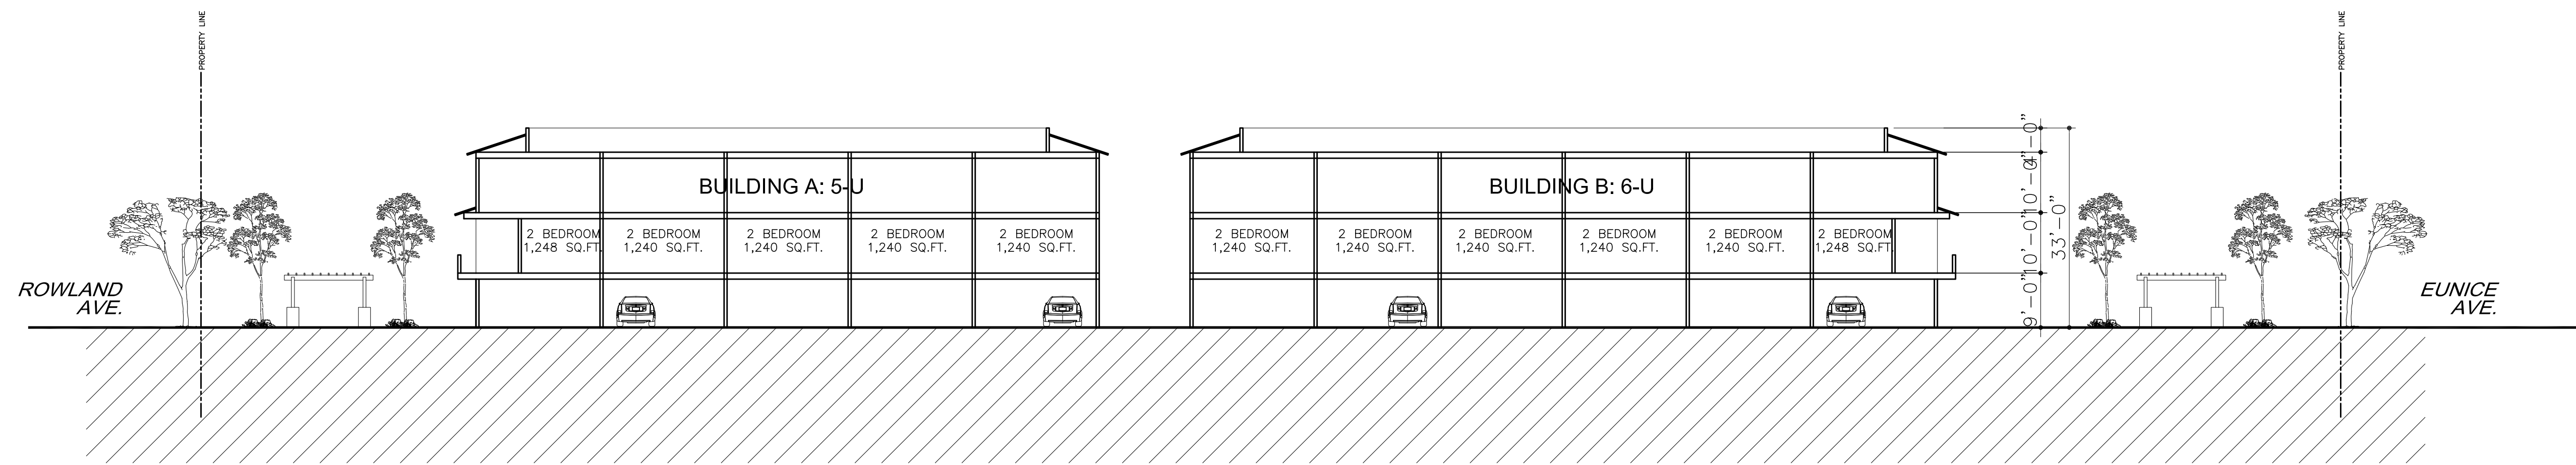 PROPERTY LINE
PROPERTY LINE
BUILDING A: 5-U
BUILDING B: 6-U
2 BEDROOM
1,248 SQ.FT.
2 BEDROOM
1,240 SQ.FT.
2 BEDROOM
1,240 SQ.FT.
2 BEDROOM
1,240 SQ.FT.
2 BEDROOM
1,240 SQ.FT.
2 BEDROOM
1,240 SQ.FT.
2 BEDROOM
1,240 SQ.FT.
2 BEDROOM
1,240 SQ.FT.
2 BEDROOM
1,240 SQ.FT.
2 BEDROOM
1,240 SQ.FT.
2 BEDROOM
1,248 SQ.FT.
4'-0"
10'-0"
10'-0"
9'-0"
33'-0"
ROWLAND
AVE.
EUNICE
AVE.